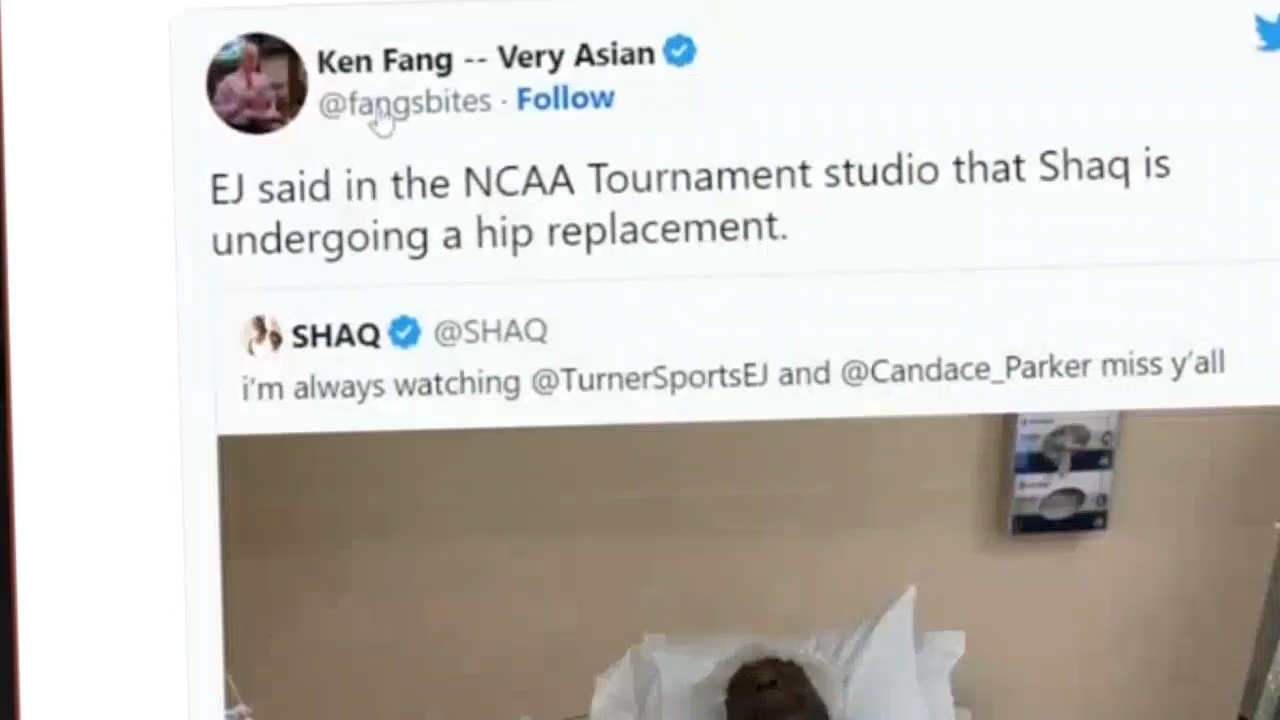 Ken Fang -- Very Asian
@fangsbites · Follow
EJ said in the NCAA Tournament studio that Shaq is
undergoing a hip replacement.
SHAQ @SHAQ
i'm always watching @TurnerSportsEJ and @Candace_Parker miss y'all